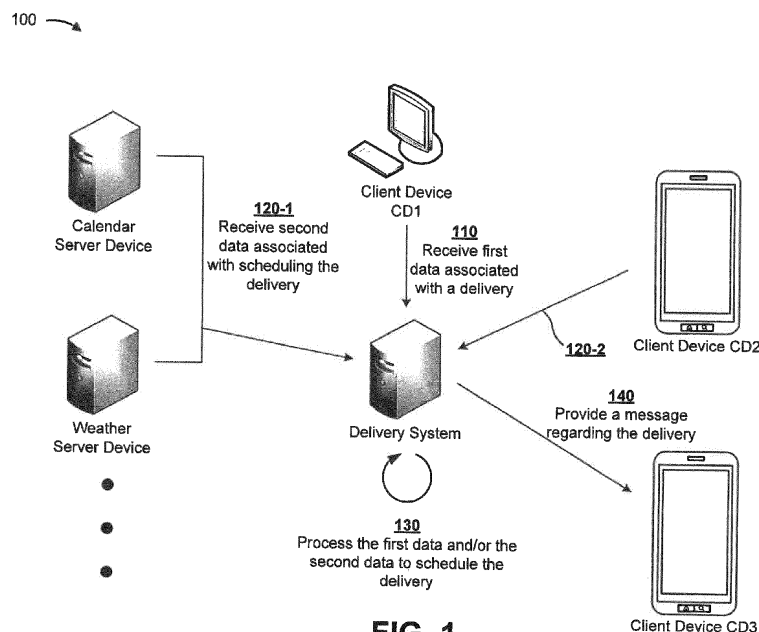 100
Calendar
Server Device
120-1
Receive second
data associated
with scheduling the
delivery
Client Device
CD1
110
Receive first
data associated
with a delivery
Client Device CD2
120-2
Weather
Server Device
Delivery System
140
Provide a message
regarding the delivery
130
Process the first data and/or the
second data to schedule the
delivery
Client Device CD3
FIG. 1